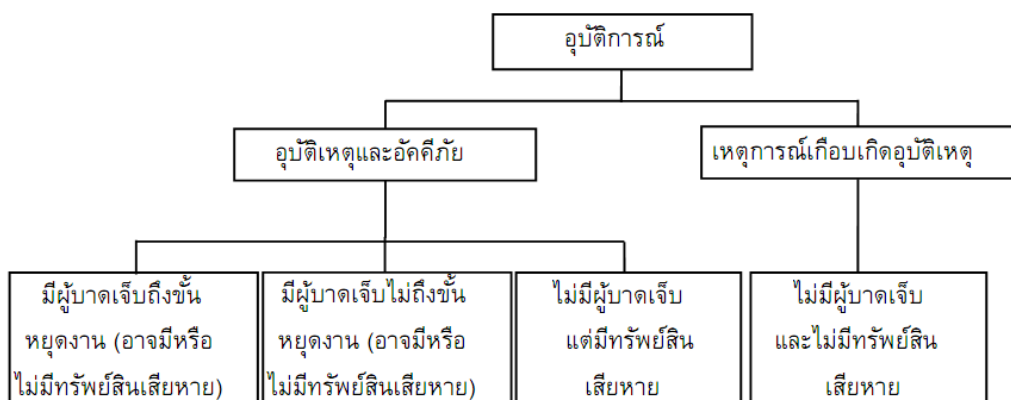 อุบัติการณ์
อุบัติเหตุและอัคคีภัย
เหตุการณ์เกือบเกิดอุบัติเหตุ
มีผู้บาดเจ็บถึงขั้น
หยุดงาน (อาจมีหรือ
ไม่มีทรัพย์สินเสียหาย)
มีผู้บาดเจ็บไม่ถึงขั้น
หยุดงาน (อาจมีหรือ
ไม่มีทรัพย์สินเสียหาย)
ไม่มีผู้บาดเจ็บ
แต่มีทรัพย์สิน
เสียหาย
ไม่มีผู้บาดเจ็บ
และไม่มีทรัพย์สิน
เสียหาย